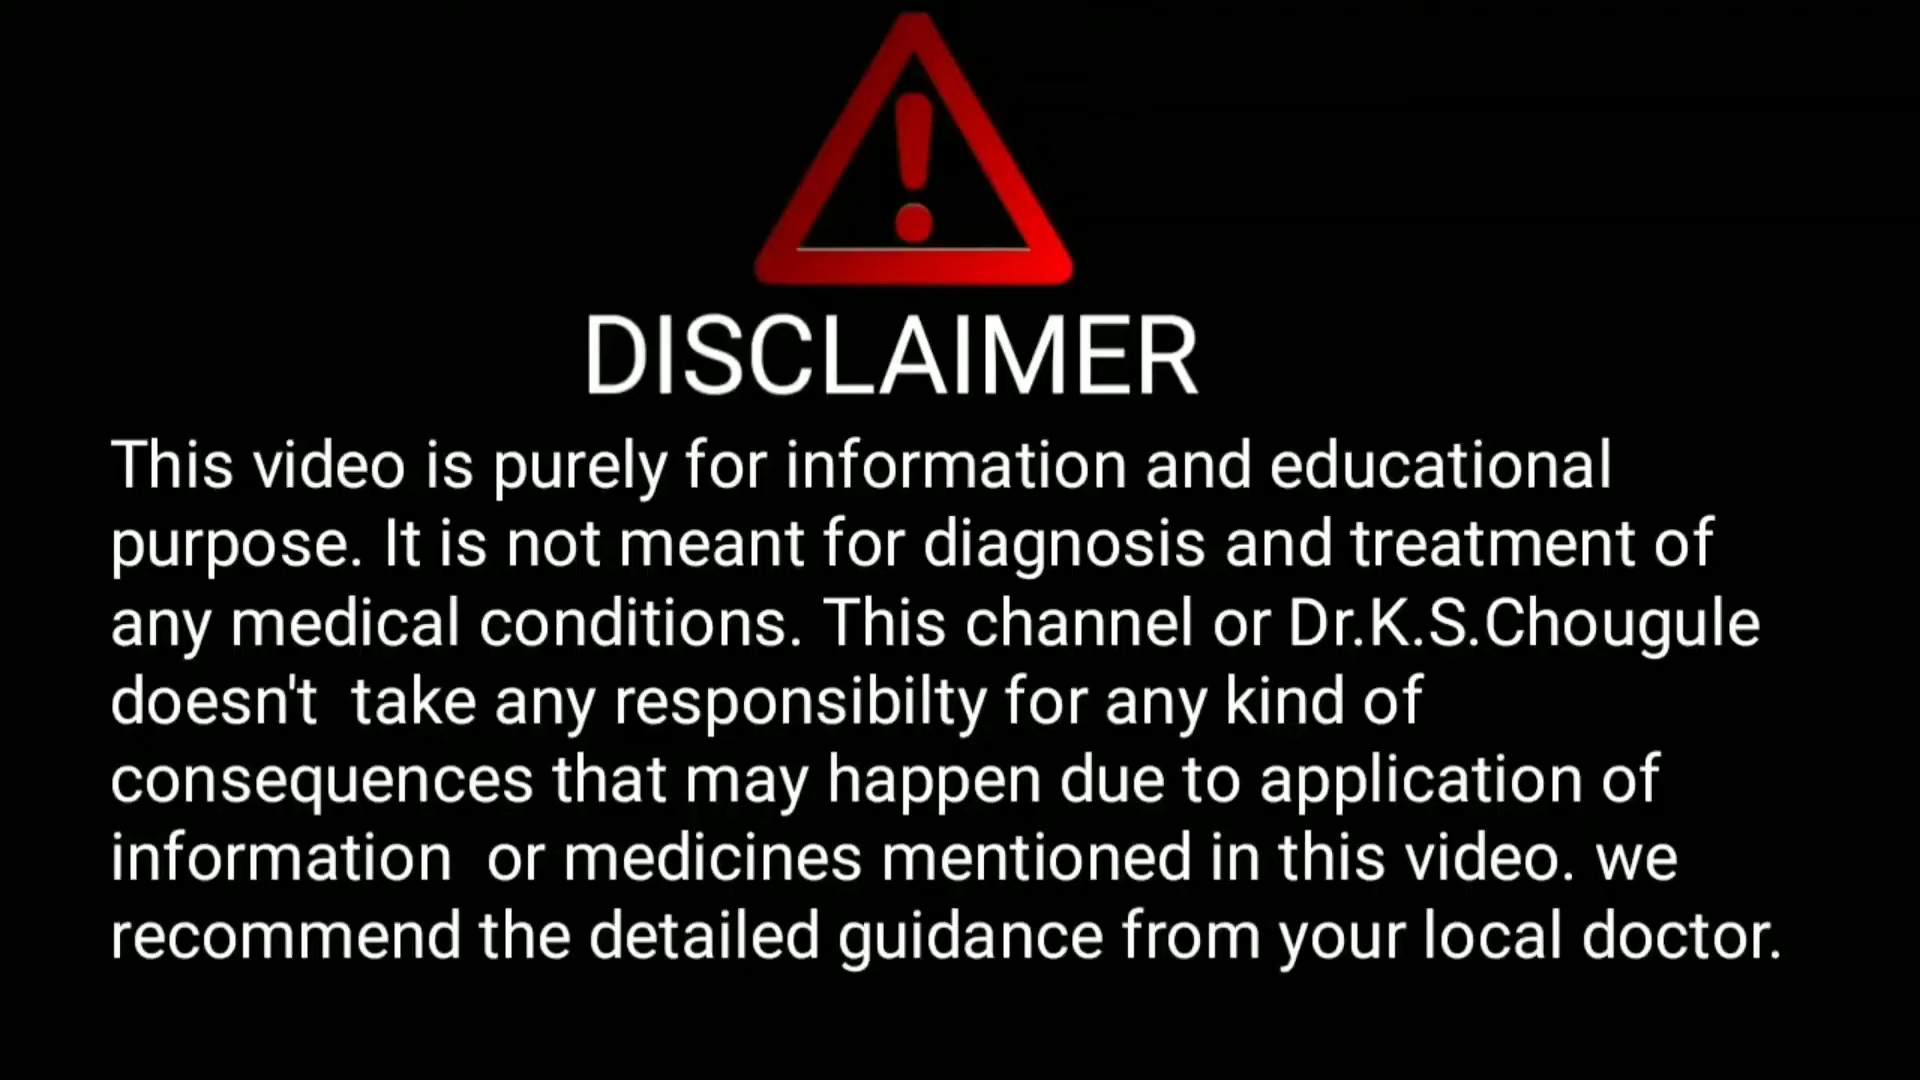 DISCLAIMER
This video is purely for information and educational
purpose. It is not meant for diagnosis and treatment of
any medical conditions. This channel or Dr.K.S.Chougule
doesn't  take any responsibilty for any kind of
consequences that may happen due to application of
information  or medicines mentioned in this video. we
recommend the detailed guidance from your local doctor.